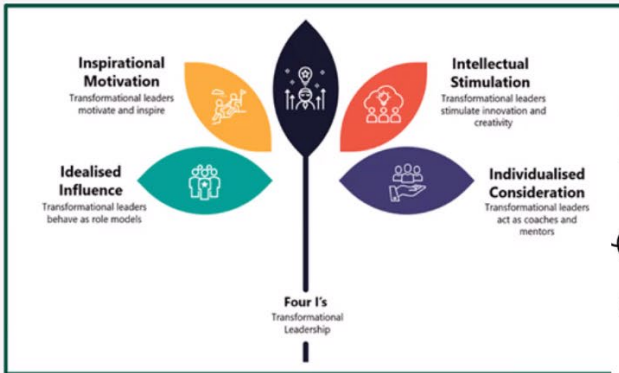 Inspirational
Motivation
Transformational leaders
motivate and inspire
Intellectual
Stimulation
Transformational leaders
stimulate innovation and
creativity
Idealised
Influence
Transformational leaders
behave as role models
Individualised
Consideration
Transformational leaders
act as coaches and
mentors
Four I's
Transformational
Leadership